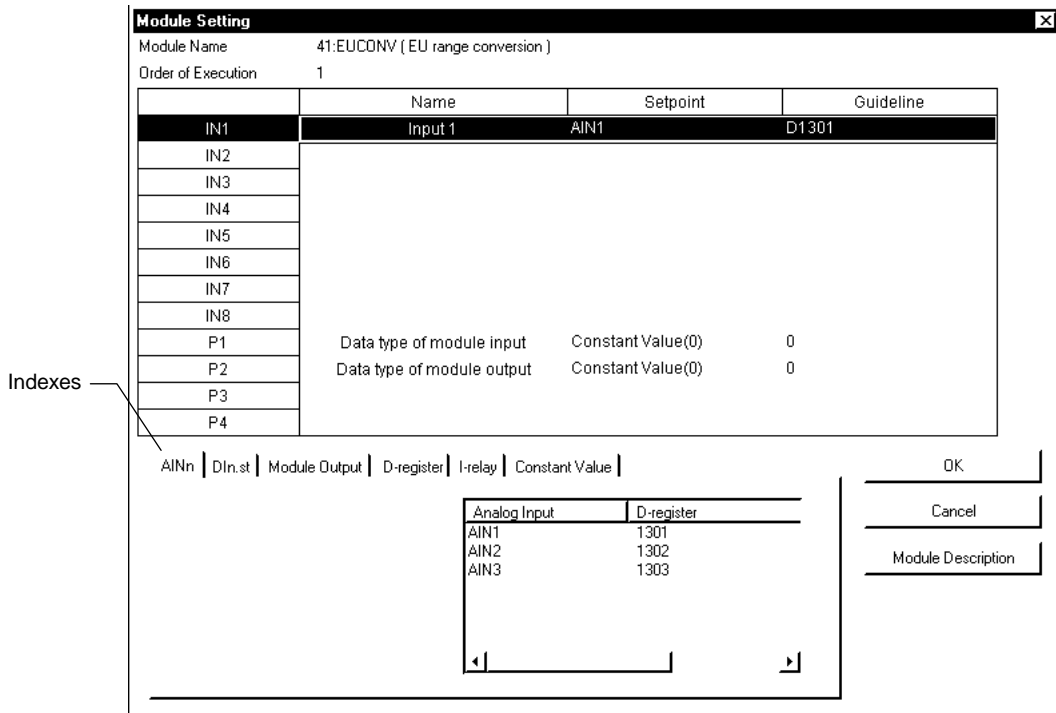 Module Setting
Module Name 41:EUCONV ( EU range conversion )
Order of Execution 1
Name Setpoint Guideline
IN1 Input 1 AIN1 D1301
IN2
IN3
IN4
IN5
IN6
IN7
IN8
P1 Data type of module input Constant Value(0) 0
P2 Data type of module output Constant Value(0) 0
P3
P4
Indexes
AINn DIn.st Module Output D-register I-relay Constant Value
OK
Cancel
Module Description
Analog Input D-register
AIN1 1301
AIN2 1302
AIN3 1303